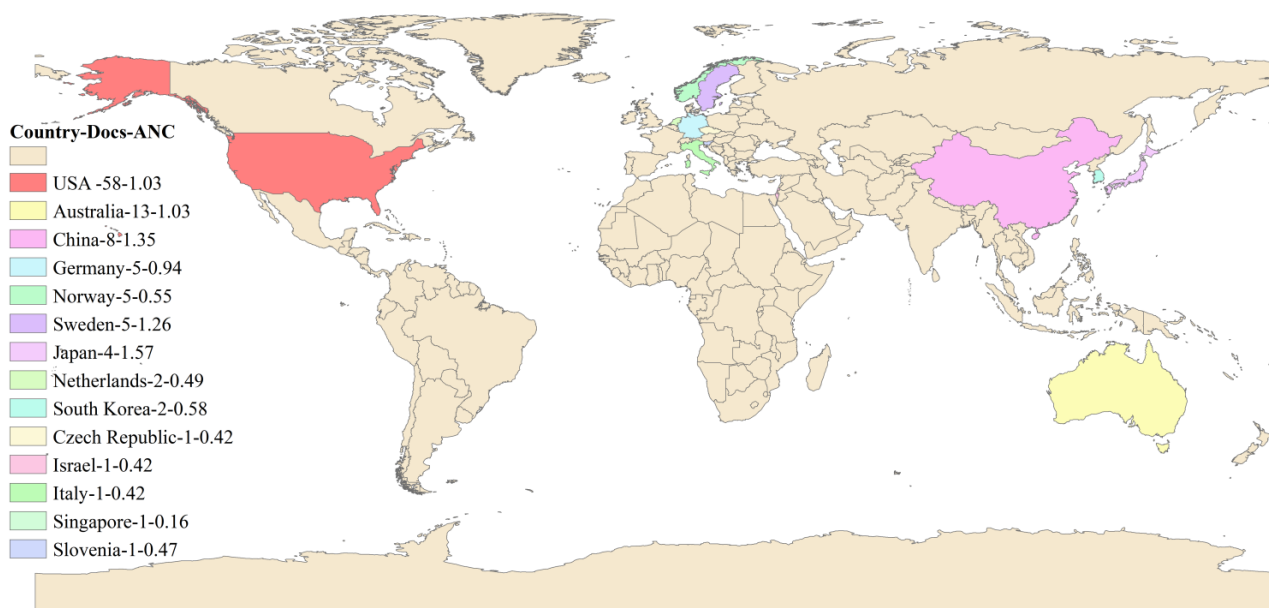 Country-Docs-ANC
USA -58-1.03
Australia-13-1.03
China-8-1.35
Germany-5-0.94
Norway-5-0.55
Sweden-5-1.26
Japan-4-1.57
Netherlands-2-0.49
South Korea-2-0.58
Czech Republic-1-0.42
Israel-1-0.42
Italy-1-0.42
Singapore-1-0.16
Slovenia-1-0.47